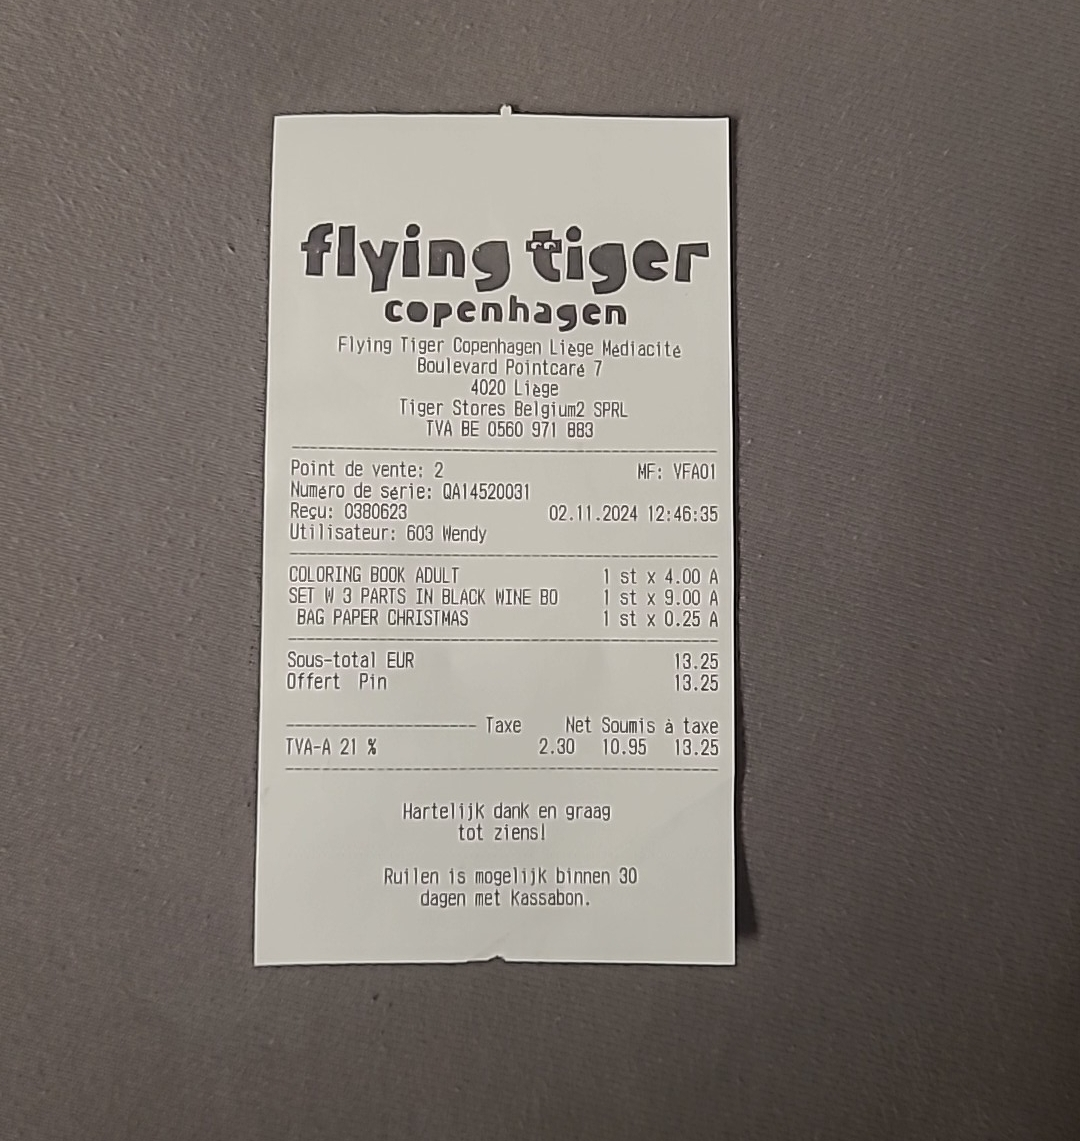 flying tiger
copenhagen
Flying Tiger Copenhagen Liège Médiacité
Boulevard Pointcaré 7
4020 Liège
Tiger Stores Belgium2 SPRL
TVA BE 0560 971 883
Point de vente: 2 MF: VFA01
Numéro de série: QA14520031
Reçu: 0380623 02.11.2024 12:46:35
Utilisateur: 603 Wendy
COLORING BOOK ADULT 1 st x 4.00 A
SET W 3 PARTS IN BLACK WINE BO 1 st x 9.00 A
BAG PAPER CHRISTMAS 1 st x 0.25 A
Sous-total EUR 13.25
Offert Pin 13.25
Taxe Net Soumis à taxe
TVA-A 21 % 2.30 10.95 13.25
Hartelijk dank en graag
tot ziens!
Ruilen is mogelijk binnen 30
dagen met Kassabon.